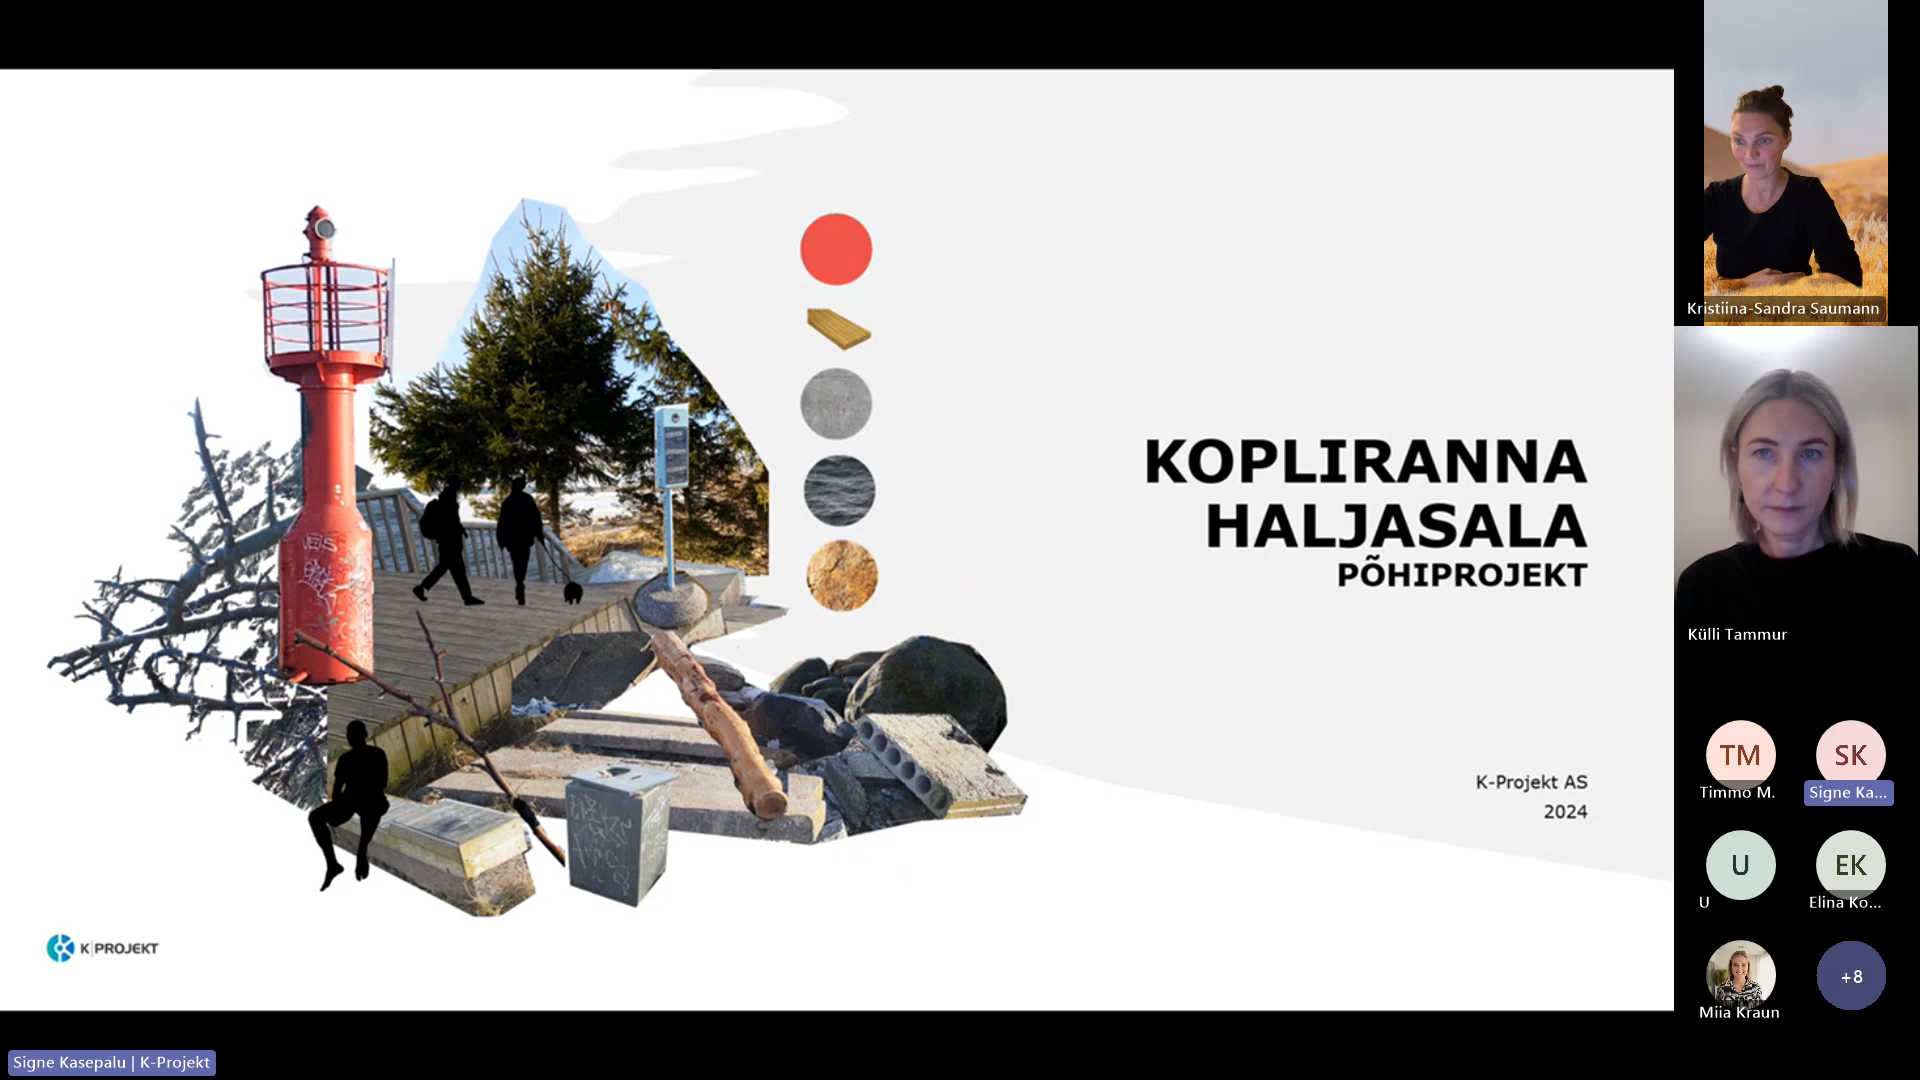 KOPLIRANNA
HALJASALA
PÕHIPROJEKT
K-Projekt AS
2024
K|PROJEKT
Signe Kasepalu | K-Projekt
Kristiina-Sandra Saumann
Külli Tammur
TM
Timmo M.
SK
Signe Ka...
U
U
EK
Elina Ko...
Miia Kraun
+8